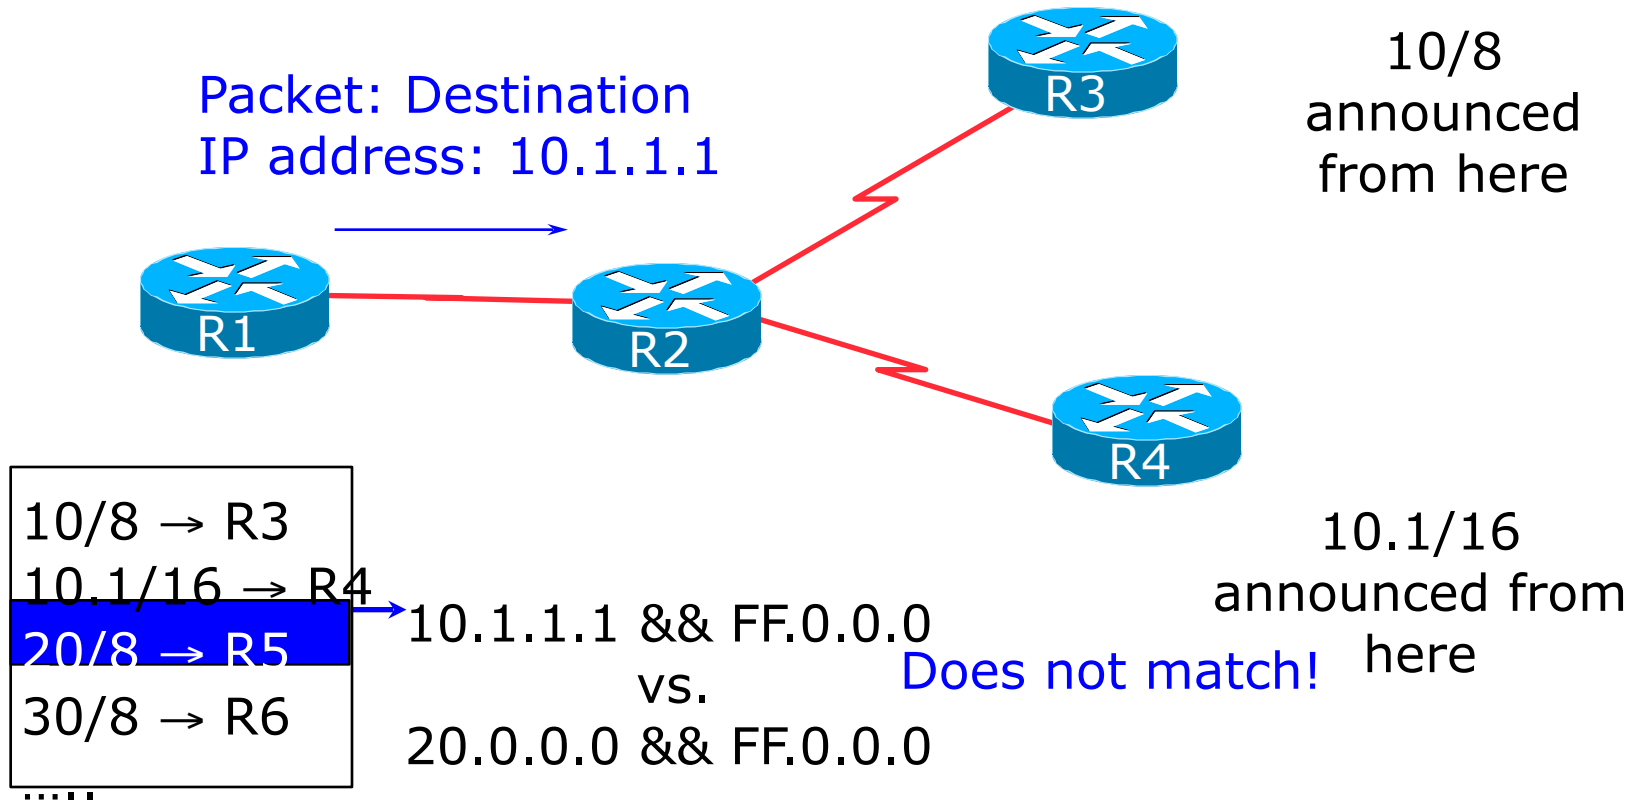 Packet: Destination
IP address: 10.1.1.1
R3
10/8
announced
from here
R1
R2
R4
10.1/16
announced from
here
10/8 → R3
10.1/16 → R4
20/8 → R5
30/8 → R6
…..
10.1.1.1 && FF.0.0.0
vs.
20.0.0.0 && FF.0.0.0
Does not match!